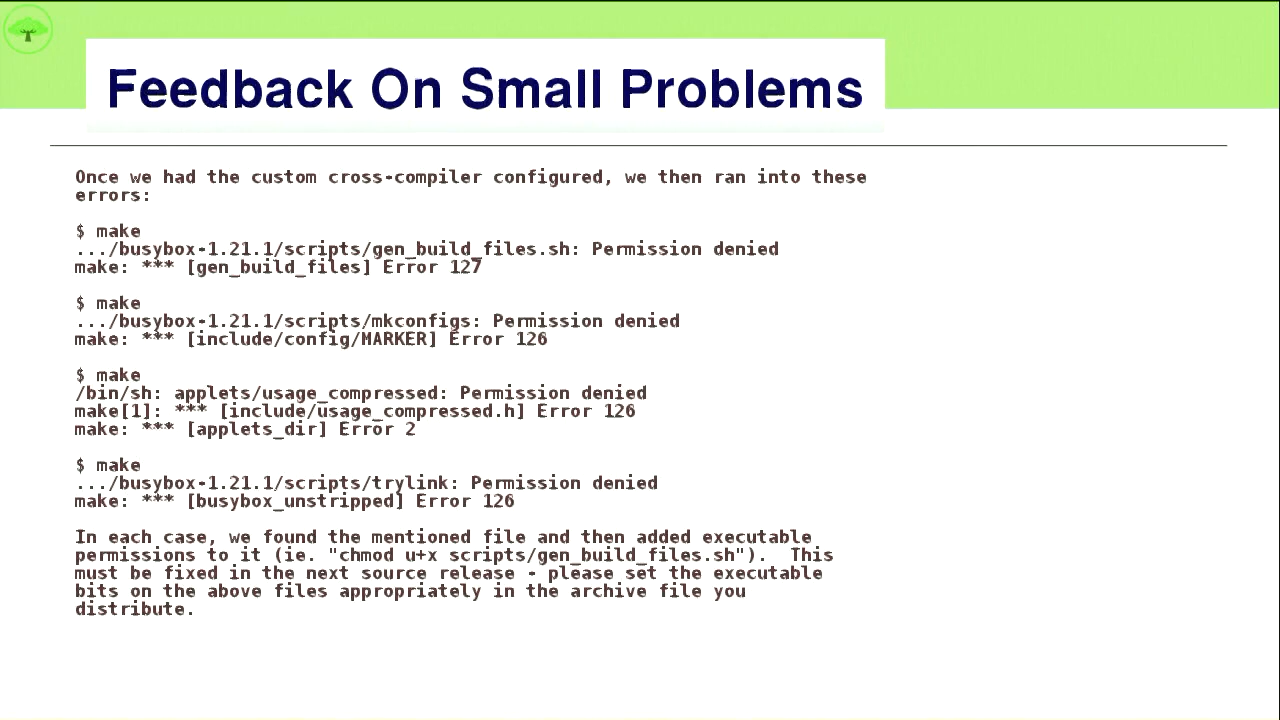 Feedback On Small Problems
Once we had the custom cross-compiler configured, we then ran into these
errors:
$ make
.../busybox-1.21.1/scripts/gen_build_files.sh: Permission denied
make: *** [gen_build_files] Error 127
$ make
.../busybox-1.21.1/scripts/mkconfigs: Permission denied
make: *** [include/config/MARKER] Error 126
$ make
/bin/sh: applets/usage_compressed: Permission denied
make[1]: *** [include/usage_compressed.h] Error 126
make: *** [applets_dir] Error 2
$ make
.../busybox-1.21.1/scripts/trylink: Permission denied
make: *** [busybox_unstripped] Error 126
In each case, we found the mentioned file and then added executable
permissions to it (ie. "chmod u+x scripts/gen_build_files.sh").  This
must be fixed in the next source release - please set the executable
bits on the above files appropriately in the archive file you
distribute.